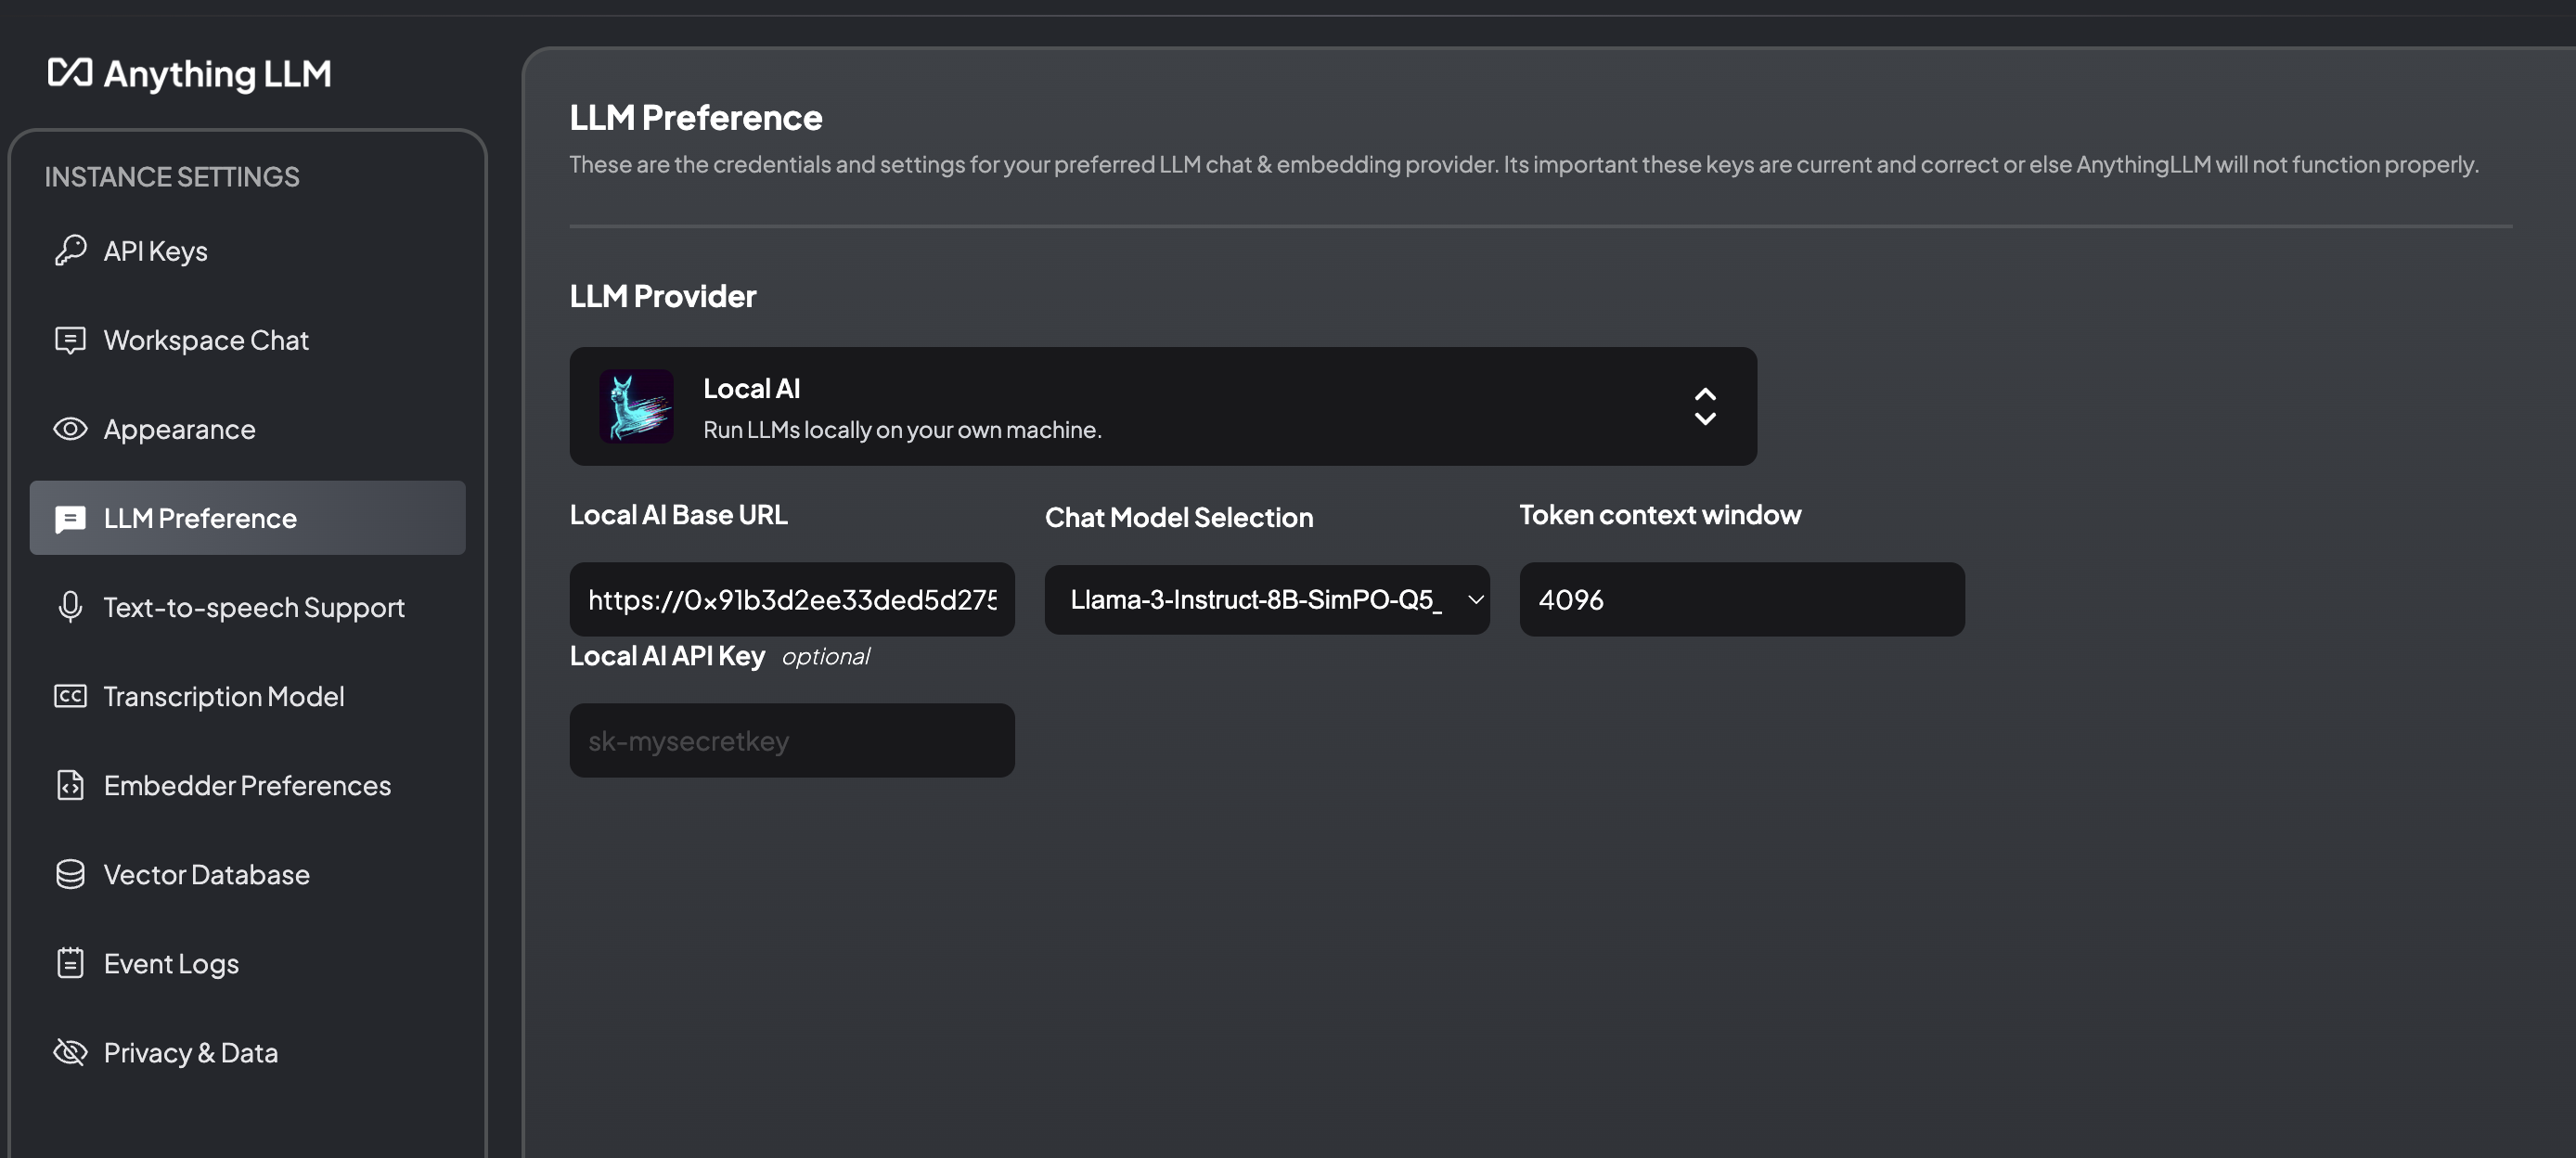 Anything LLM
INSTANCE SETTINGS
API Keys
Workspace Chat
Appearance
LLM Preference
Text-to-speech Support
Transcription Model
Embedder Preferences
Vector Database
Event Logs
Privacy & Data
LLM Preference
These are the credentials and settings for your preferred LLM chat & embedding provider. Its important these keys are current and correct or else AnythingLLM will not function properly.
LLM Provider
Local AI
Run LLMs locally on your own machine.
Local AI Base URL
https://0x91b3d2ee33ded5d275
Chat Model Selection
Llama-3-Instruct-8B-SimPO-Q5_
Token context window
4096
Local AI API Key optional
sk-mysecretkey